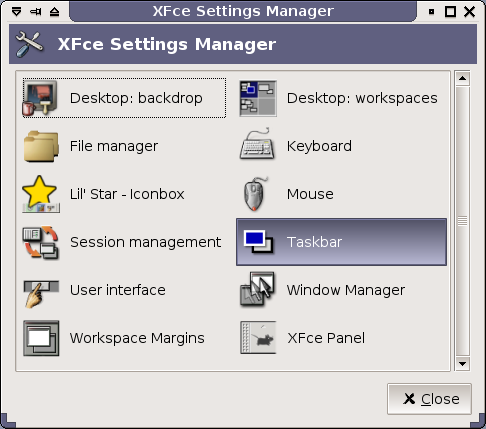 XFce Settings Manager
XFce Settings Manager
Desktop: backdrop
Desktop: workspaces
File manager
Keyboard
Lil' Star - Iconbox
Mouse
Session management
Taskbar
User interface
Window Manager
Workspace Margins
XFce Panel
Close